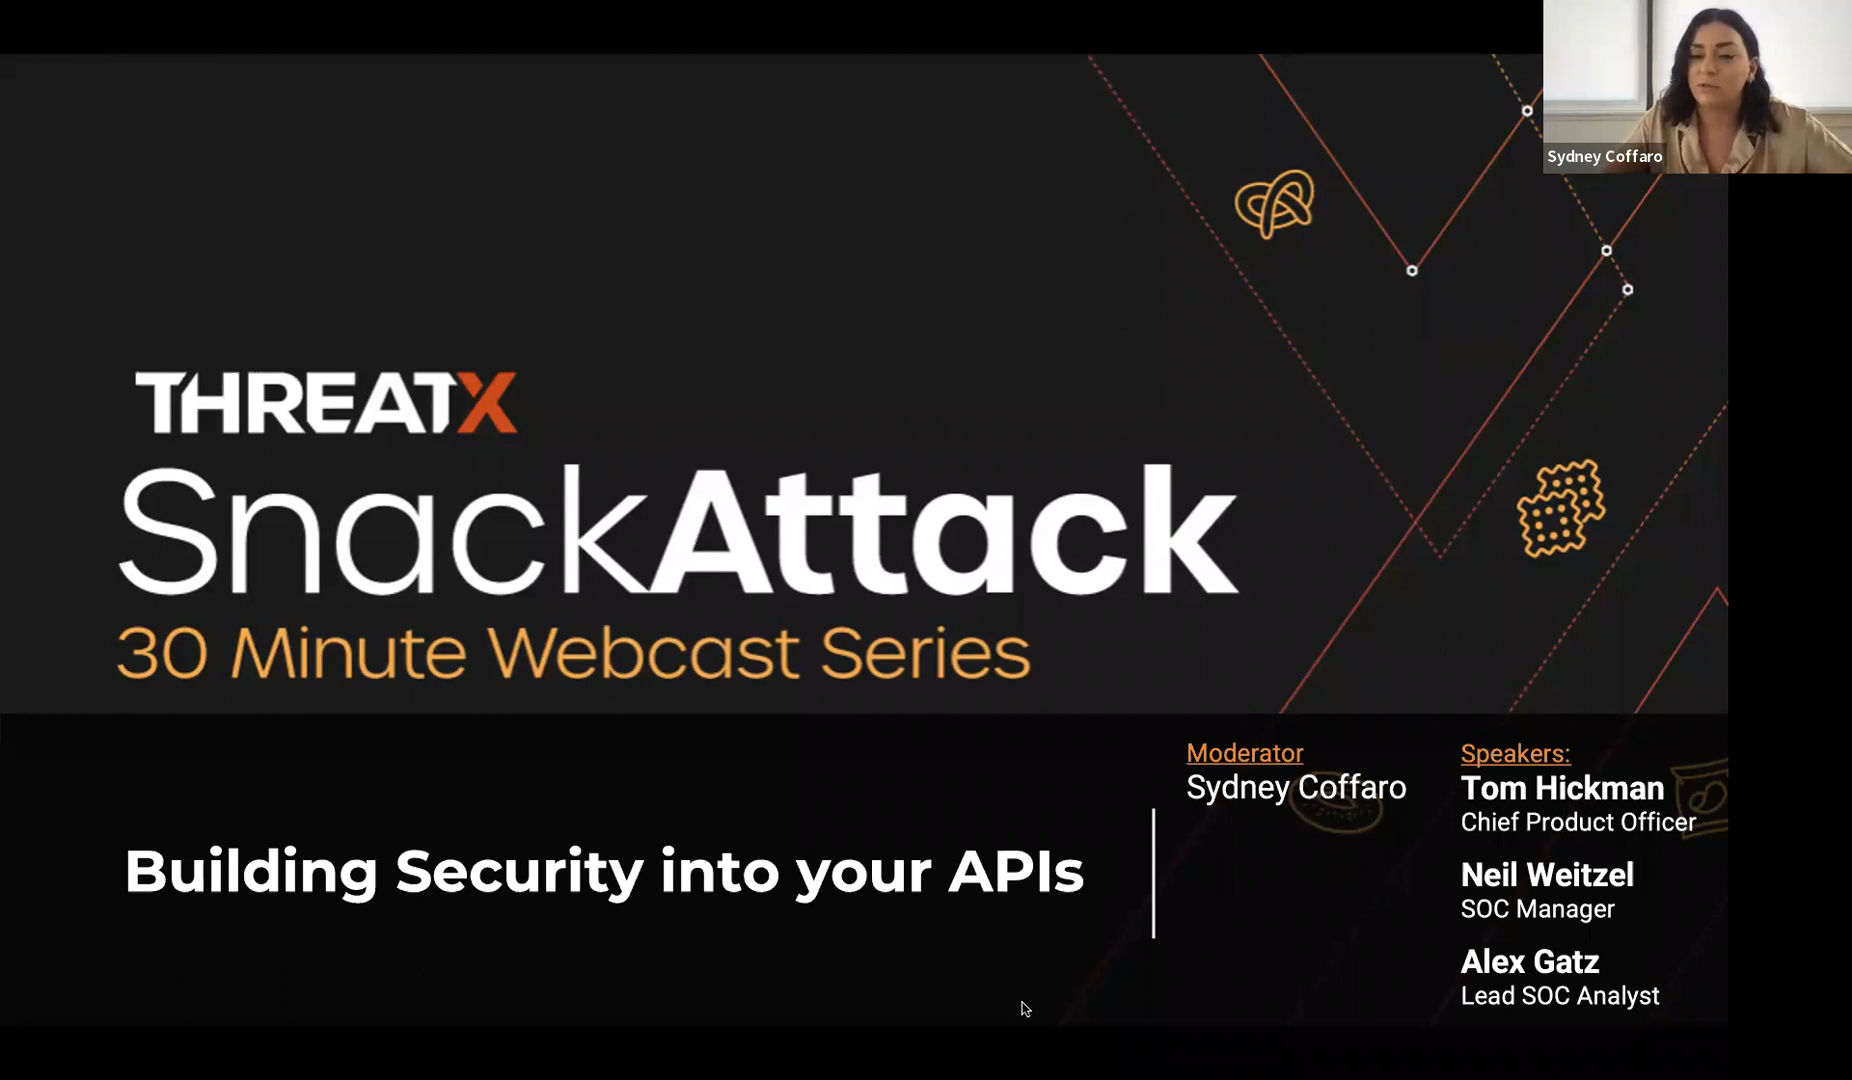 Sydney Coffaro
THREATX
SnackAttack
30 Minute Webcast Series
Building Security into your APIs
Moderator
Sydney Coffaro
Speakers:
Tom Hickman
Chief Product Officer
Neil Weitzel
SOC Manager
Alex Gatz
Lead SOC Analyst